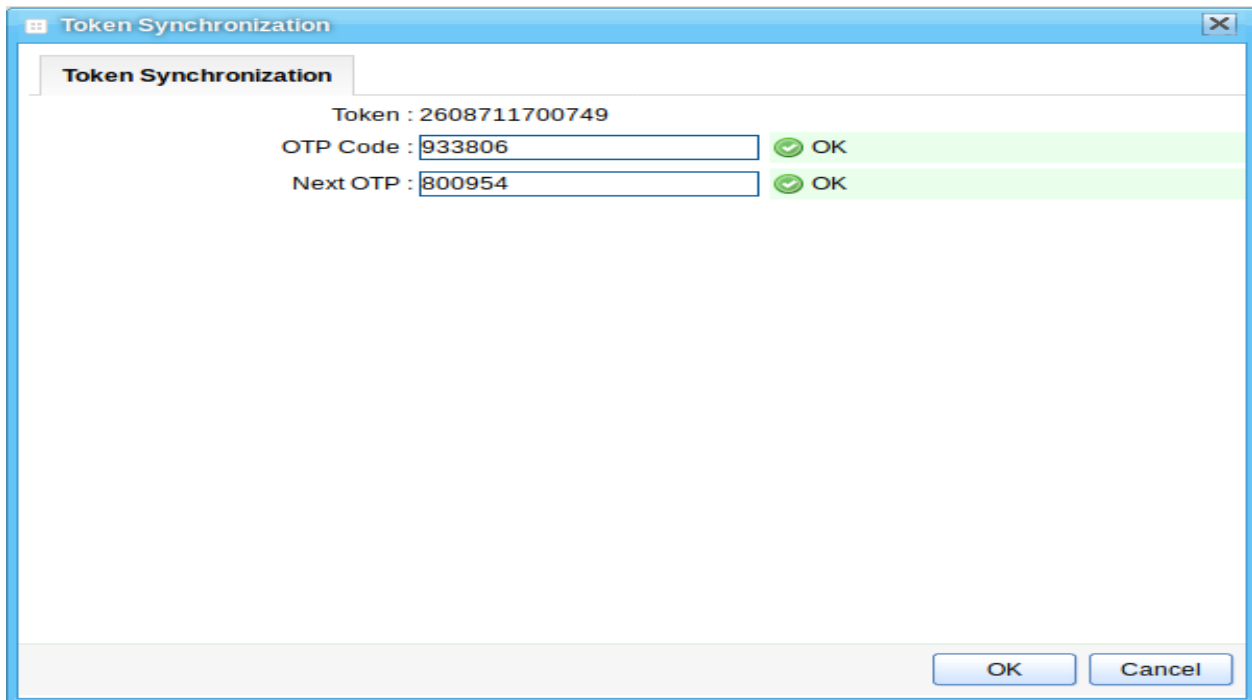 Token Synchronization
Token Synchronization
Token : 2608711700749
OTP Code : 933806 OK
Next OTP : 800954 OK
OK Cancel